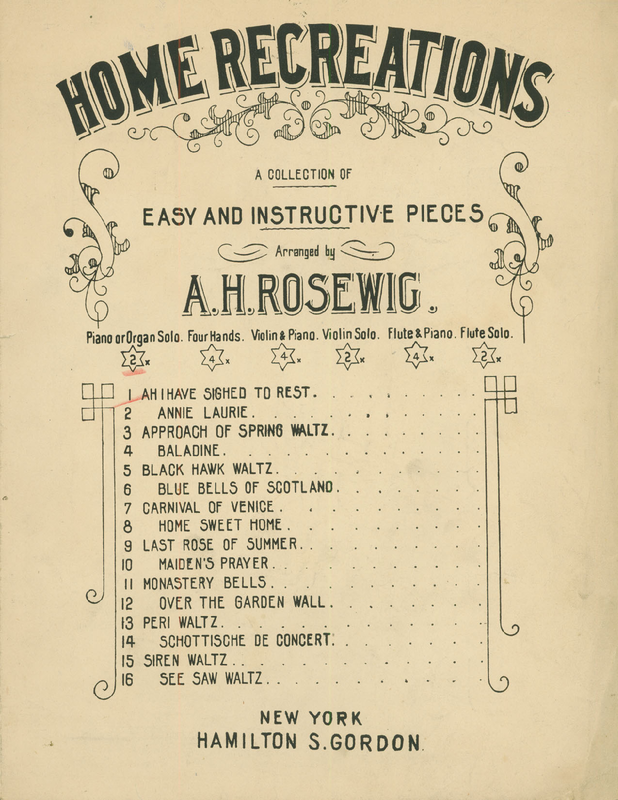 HOME RECREATIONS
A COLLECTION OF
EASY AND INSTRUCTIVE PIECES
Arranged by
A.H.ROSEWIG.
Piano or Organ Solo. Four Hands. Violin & Piano. Violin Solo. Flute & Piano. Flute Solo.
2x 4x 4x 2x 4x 2x
1 AH I HAVE SIGHED TO REST.
2 ANNIE LAURIE.
3 APPROACH OF SPRING WALTZ.
4 BALADINE.
5 BLACK HAWK WALTZ.
6 BLUE BELLS OF SCOTLAND.
7 CARNIVAL OF VENICE.
8 HOME SWEET HOME.
9 LAST ROSE OF SUMMER.
10 MAIDEN'S PRAYER.
11 MONASTERY BELLS.
12 OVER THE GARDEN WALL.
13 PERI WALTZ.
14 SCHOTTISCHE DE CONCERT.
15 SIREN WALTZ.
16 SEE SAW WALTZ.
NEW YORK
HAMILTON S. GORDON.